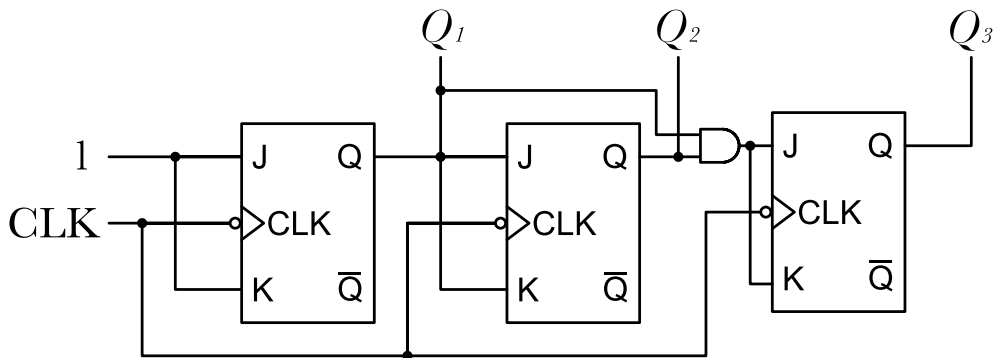 Q1 Q2 Q3
1 J Q J Q J Q
CLK CLK CLK CLK
K Q̅ K Q̅ K Q̅